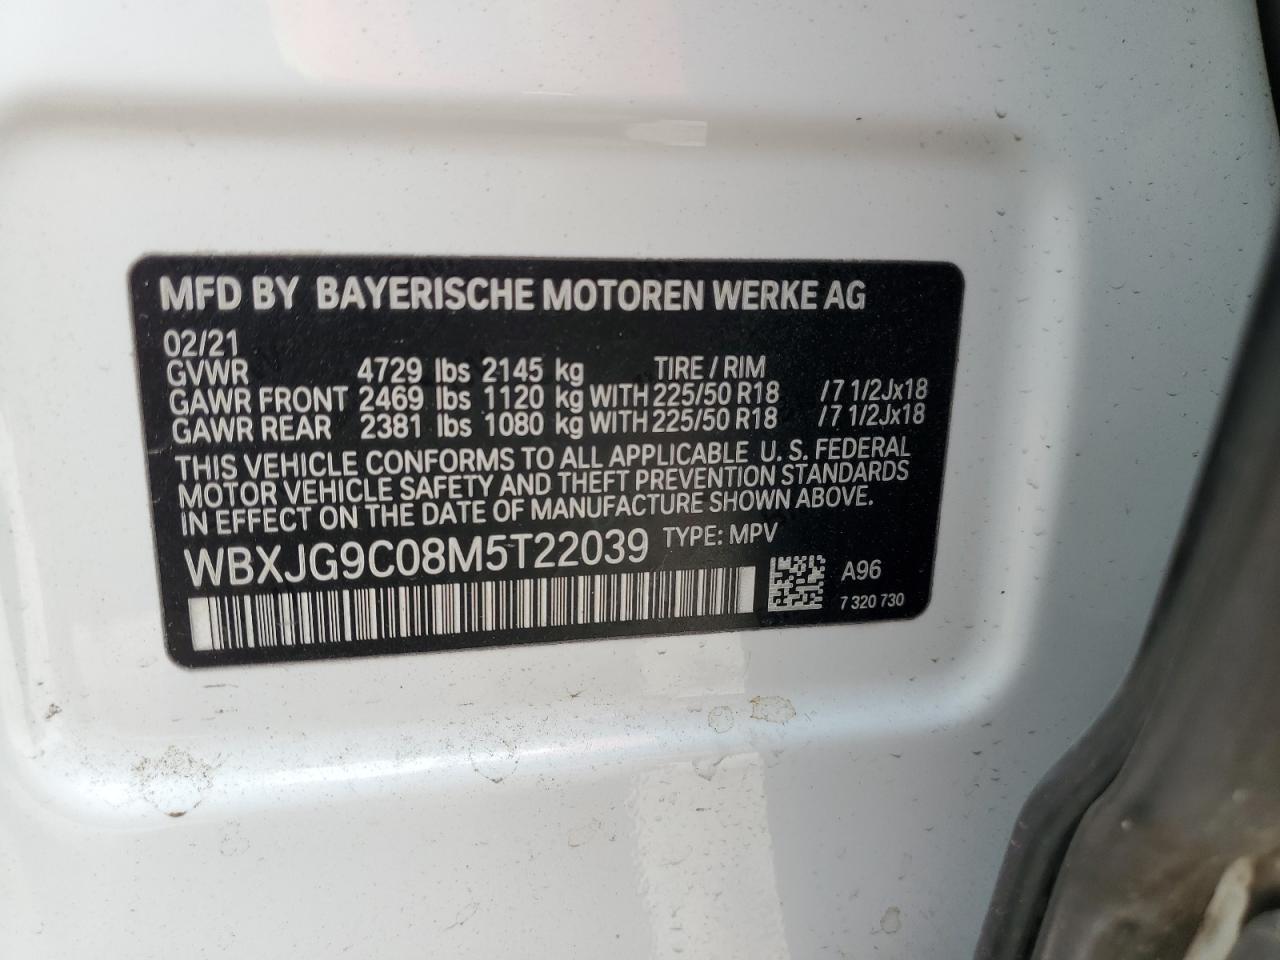 MFD BY BAYERISCHE MOTOREN WERKE AG
02/21
GVWR 4729 lbs 2145 kg TIRE / RIM
GAWR FRONT 2469 lbs 1120 kg WITH 225/50 R18 /7 1/2Jx18
GAWR REAR 2381 lbs 1080 kg WITH 225/50 R18 /7 1/2Jx18
THIS VEHICLE CONFORMS TO ALL APPLICABLE U. S. FEDERAL
MOTOR VEHICLE SAFETY AND THEFT PREVENTION STANDARDS
IN EFFECT ON THE DATE OF MANUFACTURE SHOWN ABOVE.
WBXJG9C08M5T22039 TYPE: MPV
A96
7 320 730